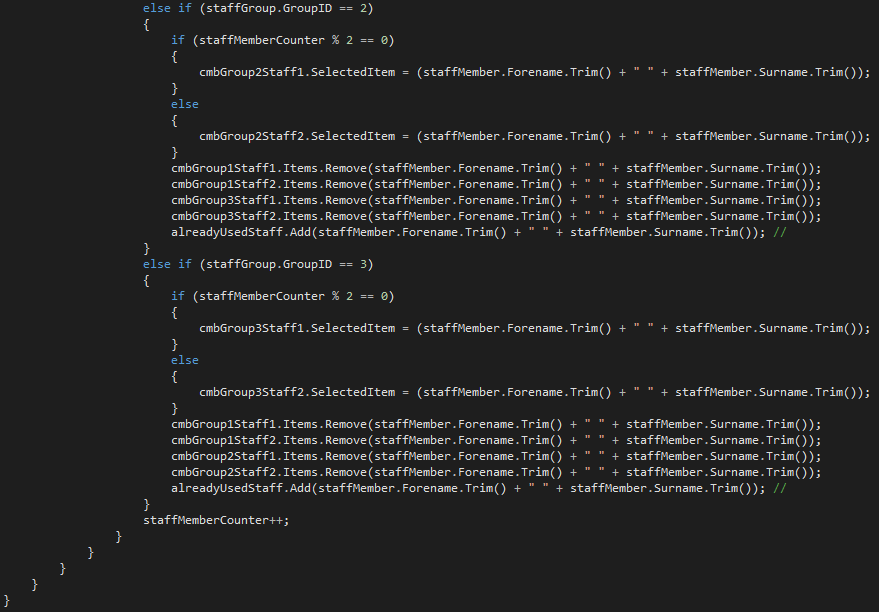 else if (staffGroup.GroupID == 2)
{
if (staffMemberCounter % 2 == 0)
{
cmbGroup2Staff1.SelectedItem = (staffMember.Forename.Trim() + " " + staffMember.Surname.Trim());
}
else
{
cmbGroup2Staff2.SelectedItem = (staffMember.Forename.Trim() + " " + staffMember.Surname.Trim());
}
cmbGroup1Staff1.Items.Remove(staffMember.Forename.Trim() + " " + staffMember.Surname.Trim());
cmbGroup1Staff2.Items.Remove(staffMember.Forename.Trim() + " " + staffMember.Surname.Trim());
cmbGroup3Staff1.Items.Remove(staffMember.Forename.Trim() + " " + staffMember.Surname.Trim());
cmbGroup3Staff2.Items.Remove(staffMember.Forename.Trim() + " " + staffMember.Surname.Trim());
alreadyUsedStaff.Add(staffMember.Forename.Trim() + " " + staffMember.Surname.Trim()); //
}
else if (staffGroup.GroupID == 3)
{
if (staffMemberCounter % 2 == 0)
{
cmbGroup3Staff1.SelectedItem = (staffMember.Forename.Trim() + " " + staffMember.Surname.Trim());
}
else
{
cmbGroup3Staff2.SelectedItem = (staffMember.Forename.Trim() + " " + staffMember.Surname.Trim());
}
cmbGroup1Staff1.Items.Remove(staffMember.Forename.Trim() + " " + staffMember.Surname.Trim());
cmbGroup1Staff2.Items.Remove(staffMember.Forename.Trim() + " " + staffMember.Surname.Trim());
cmbGroup2Staff1.Items.Remove(staffMember.Forename.Trim() + " " + staffMember.Surname.Trim());
cmbGroup2Staff2.Items.Remove(staffMember.Forename.Trim() + " " + staffMember.Surname.Trim());
alreadyUsedStaff.Add(staffMember.Forename.Trim() + " " + staffMember.Surname.Trim()); //
}
staffMemberCounter++;
}
}
}
}
}